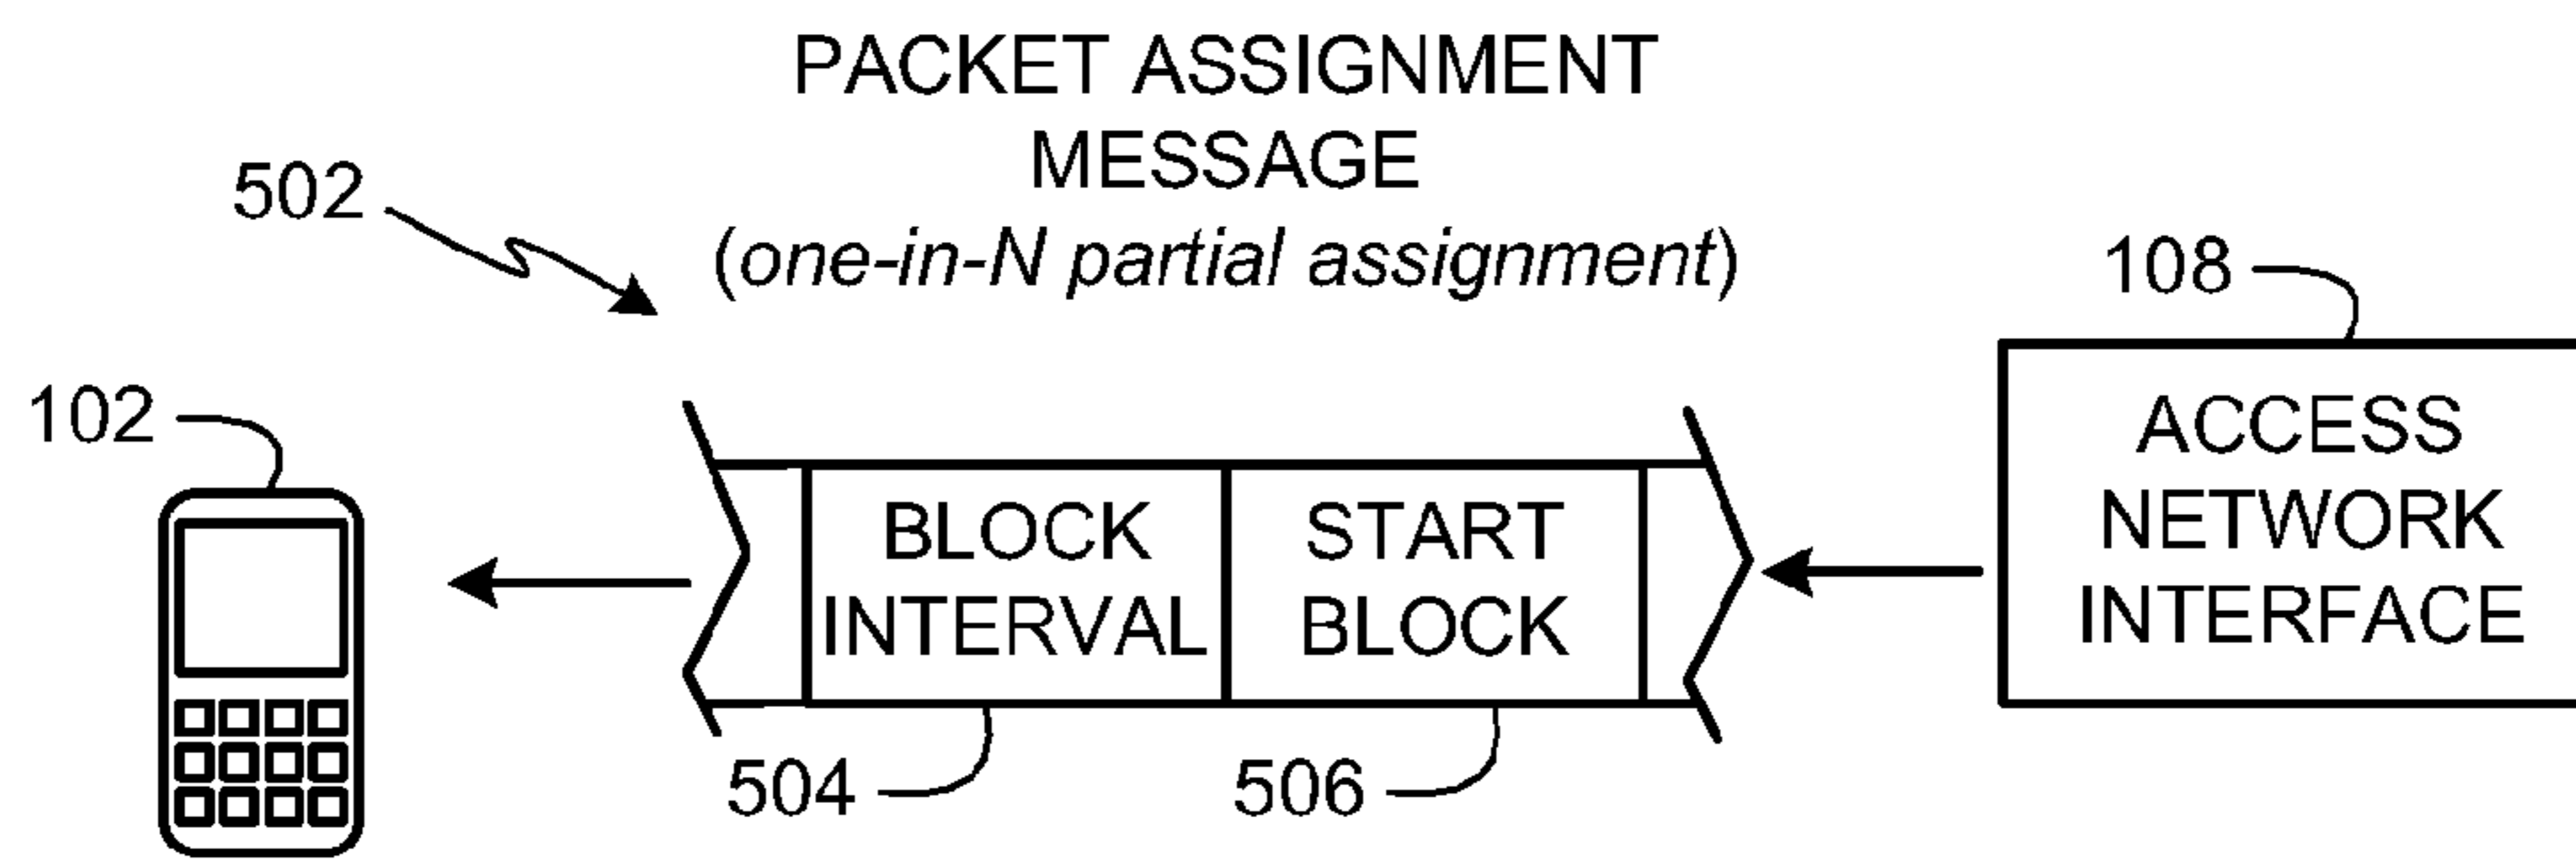 PACKET ASSIGNMENT
MESSAGE
(one-in-N partial assignment)
502
108
102
BLOCK
INTERVAL
START
BLOCK
ACCESS
NETWORK
INTERFACE
504
506